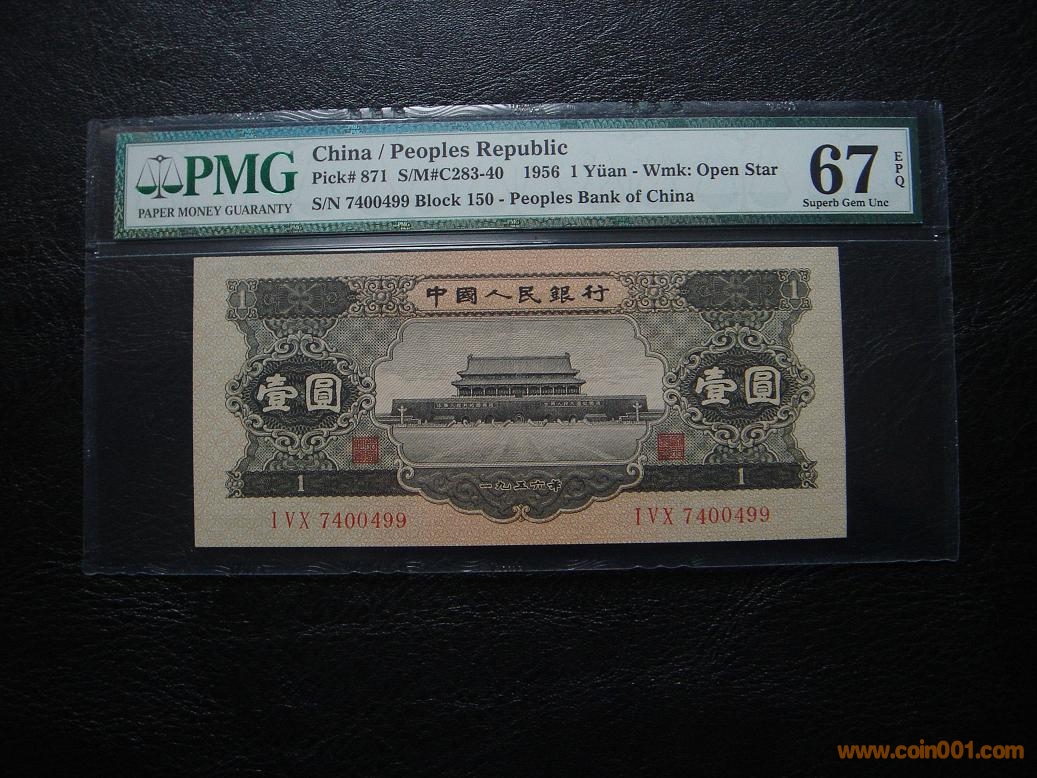 PMG
PAPER MONEY GUARANTY
China / Peoples Republic
Pick# 871 S/M#C283-40 1956 1 Yüan - Wmk: Open Star
S/N 7400499 Block 150 - Peoples Bank of China
67 EPQ
Superb Gem Unc
1 中國人民銀行 1
壹圓 壹圓
1 一九五六年 1
IVX 7400499 IVX 7400499
www.coin001.com